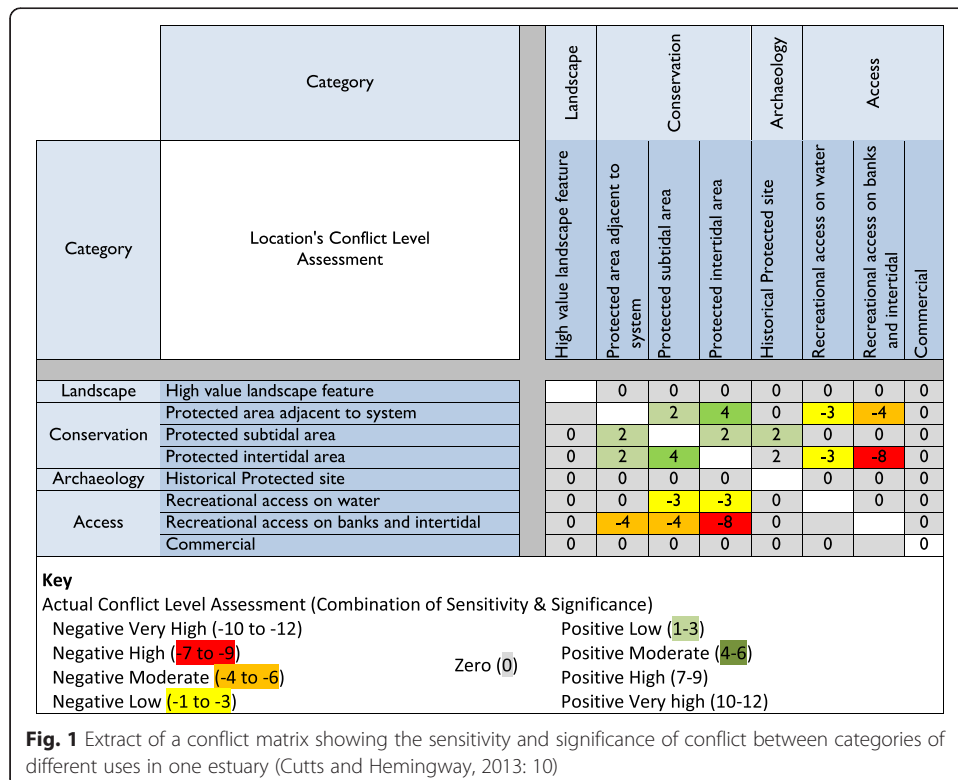 Category
Landscape
Conservation
Archaeology
Access
Category
Location's Conflict Level
Assessment
High value landscape feature
Protected area adjacent to
system
Protected subtidal area
Protected intertidal area
Historical Protected site
Recreational access on water
Recreational access on banks
and intertidal
Commercial
Landscape High value landscape feature 0 0 0 0 0 0 0
Conservation
Protected area adjacent to system 2 4 0 -3 -4 0
Protected subtidal area 0 2 2 2 0 0 0
Protected intertidal area 0 2 4 2 -3 -8 0
Archaeology Historical Protected site 0 0 0 0 0 0 0
Access
Recreational access on water 0 0 -3 -3 0 0 0
Recreational access on banks and intertidal 0 -4 -4 -8 0 0
Commercial 0 0 0 0 0 0 0
Key
Actual Conflict Level Assessment (Combination of Sensitivity & Significance)
Negative Very High (-10 to -12)
Negative High (-7 to -9)
Negative Moderate (-4 to -6)
Negative Low (-1 to -3)
Zero (0)
Positive Low (1-3)
Positive Moderate (4-6)
Positive High (7-9)
Positive Very high (10-12)
Fig. 1 Extract of a conflict matrix showing the sensitivity and significance of conflict between categories of
different uses in one estuary (Cutts and Hemingway, 2013: 10)